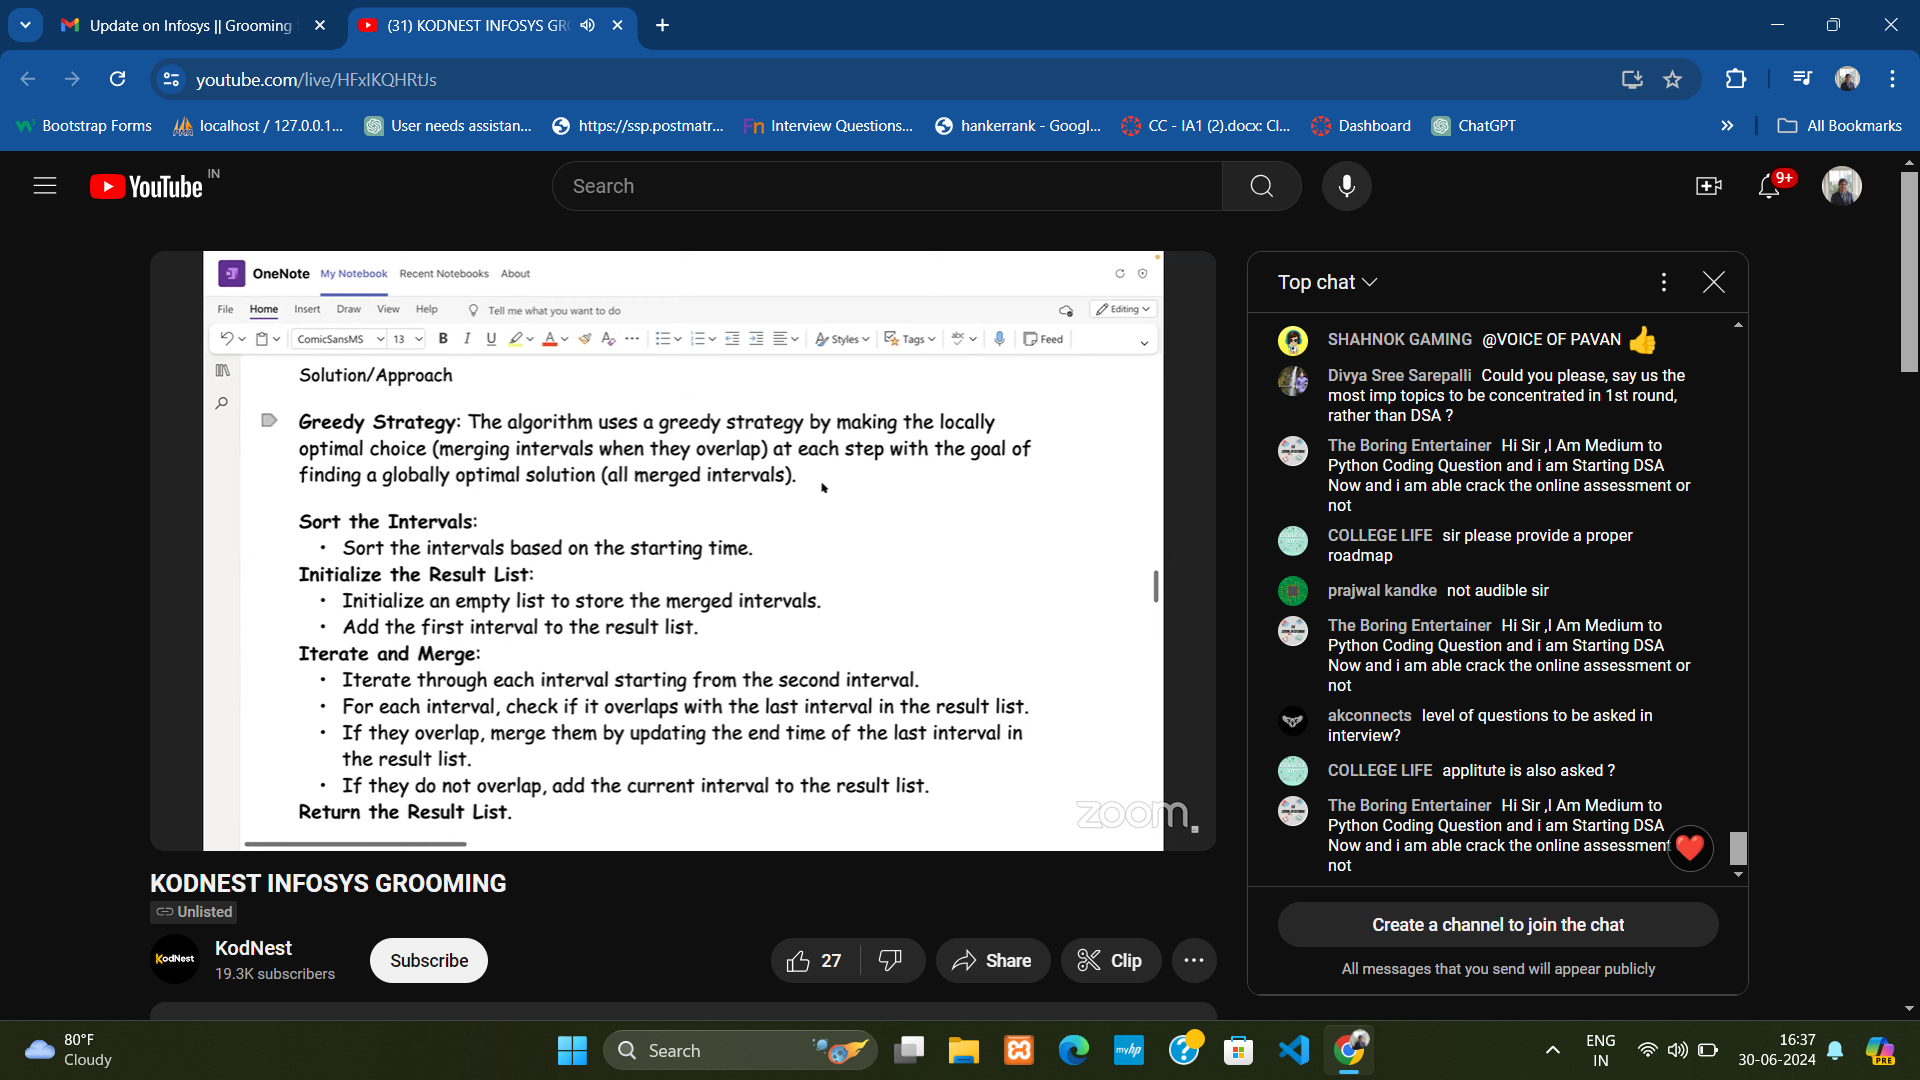 Update on Infosys || Grooming
(31) KODNEST INFOSYS GR
youtube.com/live/HFxIKQHRtJs
Bootstrap Forms
localhost / 127.0.0.1...
User needs assistan...
https://ssp.postmatr...
Interview Questions...
hankerrank - Googl...
CC - IA1 (2).docx: Cl...
Dashboard
ChatGPT
All Bookmarks
YouTube IN
Search
9+
OneNote My Notebook Recent Notebooks About
File Home Insert Draw View Help Tell me what you want to do Editing
ComicSansMS 13 B I U A Styles Tags abc Feed
Solution/Approach
Greedy Strategy: The algorithm uses a greedy strategy by making the locally
optimal choice (merging intervals when they overlap) at each step with the goal of
finding a globally optimal solution (all merged intervals).
Sort the Intervals:
• Sort the intervals based on the starting time.
Initialize the Result List:
• Initialize an empty list to store the merged intervals.
• Add the first interval to the result list.
Iterate and Merge:
• Iterate through each interval starting from the second interval.
• For each interval, check if it overlaps with the last interval in the result list.
• If they overlap, merge them by updating the end time of the last interval in
the result list.
• If they do not overlap, add the current interval to the result list.
Return the Result List.
zoom
KODNEST INFOSYS GROOMING
Unlisted
KodNest
KodNest
19.3K subscribers
Subscribe
27
Share
Clip
Top chat
SHAHNOK GAMING @VOICE OF PAVAN 👍
Divya Sree Sarepalli Could you please, say us the
most imp topics to be concentrated in 1st round,
rather than DSA ?
The Boring Entertainer Hi Sir ,I Am Medium to
Python Coding Question and i am Starting DSA
Now and i am able crack the online assessment or
not
COLLEGE LIFE sir please provide a proper
roadmap
prajwal kandke not audible sir
The Boring Entertainer Hi Sir ,I Am Medium to
Python Coding Question and i am Starting DSA
Now and i am able crack the online assessment or
not
akconnects level of questions to be asked in
interview?
COLLEGE LIFE applitute is also asked ?
The Boring Entertainer Hi Sir ,I Am Medium to
Python Coding Question and i am Starting DSA
Now and i am able crack the online assessment
not
Create a channel to join the chat
All messages that you send will appear publicly
80°F
Cloudy
Search
myhp
ENG
IN
16:37
30-06-2024
PRE